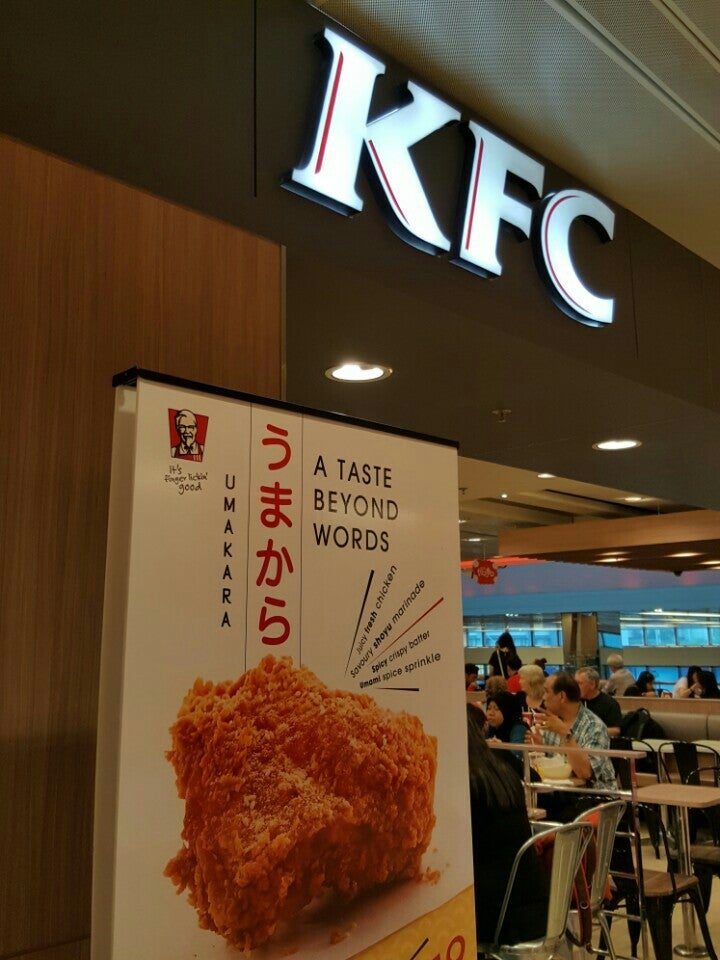 KFC
It's
finger lickin'
good
UMAKARA
うまから
A TASTE
BEYOND
WORDS
Juicy fresh chicken
Savoury shoyu marinade
Spicy crispy batter
Umami spice sprinkle